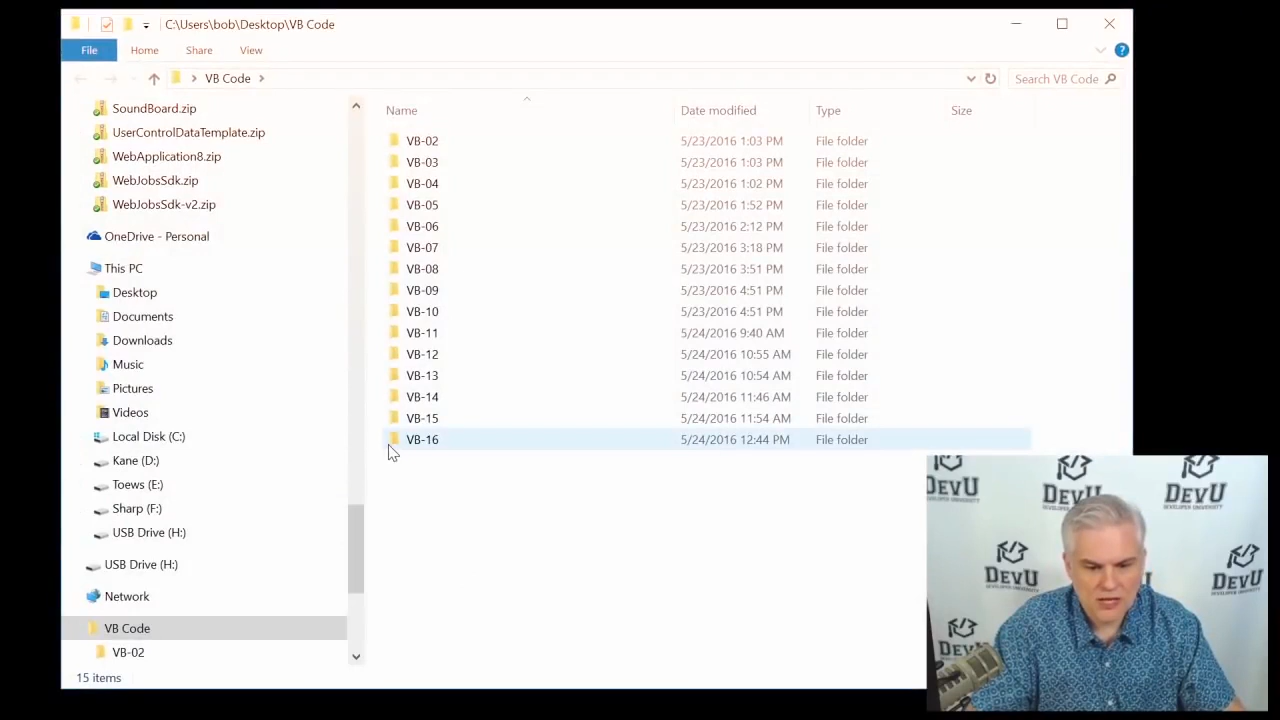 C:\Users\bob\Desktop\VB Code
File Home Share View
VB Code
Search VB Code
SoundBoard.zip
UserControlDataTemplate.zip
WebApplication8.zip
WebJobsSdk.zip
WebJobsSdk-v2.zip
OneDrive - Personal
This PC
Desktop
Documents
Downloads
Music
Pictures
Videos
Local Disk (C:)
Kane (D:)
Toews (E:)
Sharp (F:)
USB Drive (H:)
USB Drive (H:)
Network
VB Code
VB-02
15 items
Name Date modified Type Size
VB-02 5/23/2016 1:03 PM File folder
VB-03 5/23/2016 1:03 PM File folder
VB-04 5/23/2016 1:02 PM File folder
VB-05 5/23/2016 1:52 PM File folder
VB-06 5/23/2016 2:12 PM File folder
VB-07 5/23/2016 3:18 PM File folder
VB-08 5/23/2016 3:51 PM File folder
VB-09 5/23/2016 4:51 PM File folder
VB-10 5/23/2016 4:51 PM File folder
VB-11 5/24/2016 9:40 AM File folder
VB-12 5/24/2016 10:55 AM File folder
VB-13 5/24/2016 10:54 AM File folder
VB-14 5/24/2016 11:46 AM File folder
VB-15 5/24/2016 11:54 AM File folder
VB-16 5/24/2016 12:44 PM File folder
DEVU
DEVU
DEVELOPER UNIVERSITY
DEVU
DEVELOPER UNIVERSITY
DEVU
DEVELOPER UNIVERSITY
DEVU
DEVELOPER UNIVERSITY
DEVU